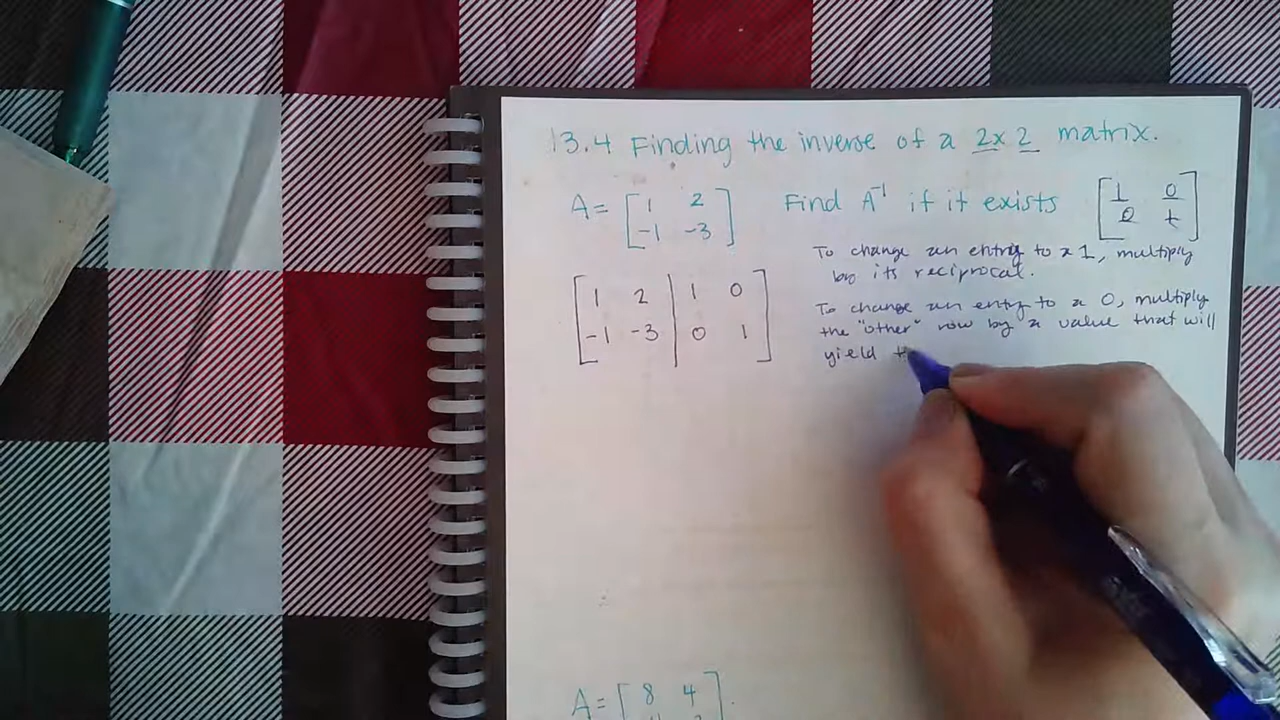 13.4 Finding the inverse of a 2x2 matrix.
A = [ 1 2
-1 -3 ]
Find A⁻¹ if it exists
[ 1 0
0 1 ]
To change an entry to a 1, multiply
by its reciprocal.
[ 1 2 | 1 0
-1 -3 | 0 1 ]
To change an entry to a 0, multiply
the "other" row by a value that will
yield
A = [ 8 4 ]